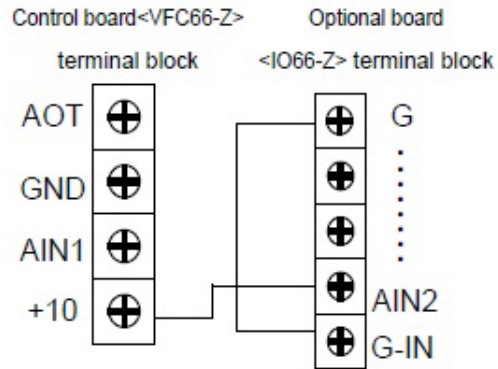 Control board<VFC66-Z>
terminal block
Optional board
<IO66-Z> terminal block
AOT
GND
AIN1
+10
G
AIN2
G-IN